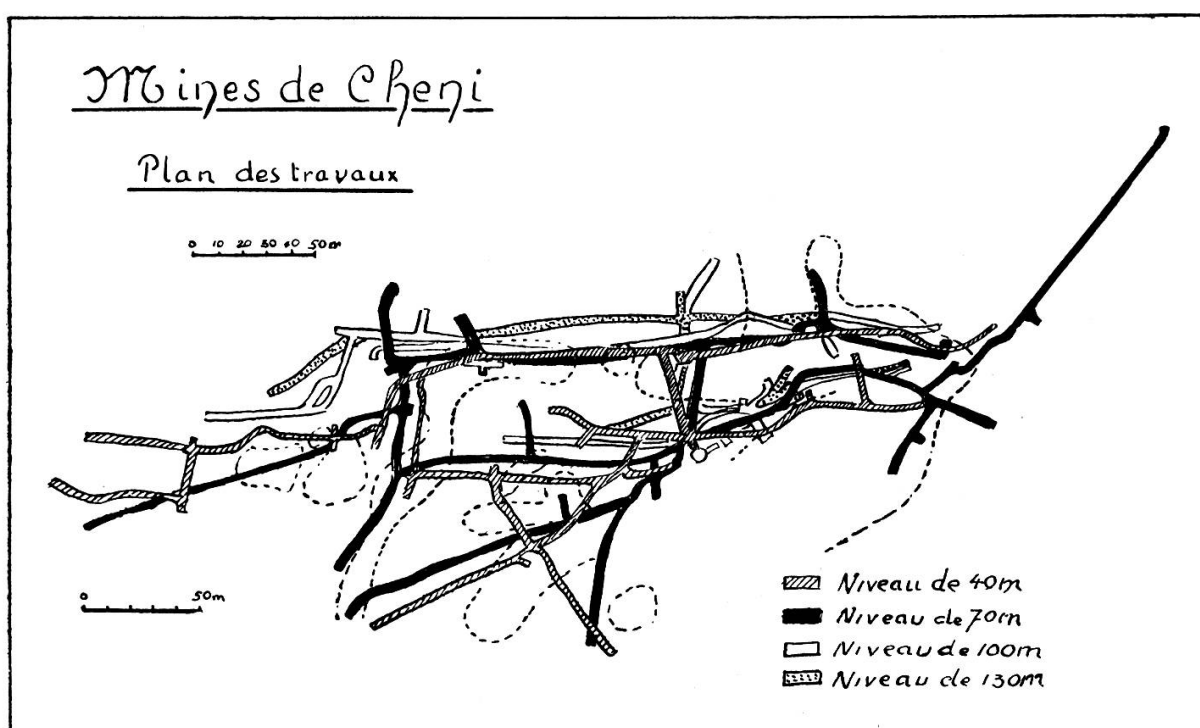 Mines de Cheni
Plan des travaux
0 10 20 30 40 50m
0 50m
Niveau de 40m
Niveau de 70m
Niveau de 100m
Niveau de 130m